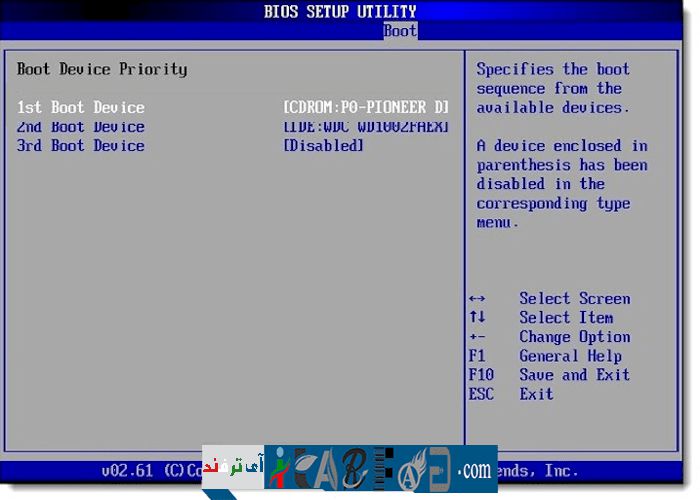 BIOS SETUP UTILITY
Boot
Boot Device Priority
1st Boot Device [CDROM:P0-PIONEER D]
2nd Boot Device [IDE:WDC WD1002FAEX]
3rd Boot Device [Disabled]
Specifies the boot
sequence from the
available devices.
A device enclosed in
parenthesis has been
disabled in the
corresponding type
menu.
↔ Select Screen
↑↓ Select Item
+- Change Option
F1 General Help
F10 Save and Exit
ESC Exit
آی ترفند
.com
v02.61 (C)Co ends, Inc.